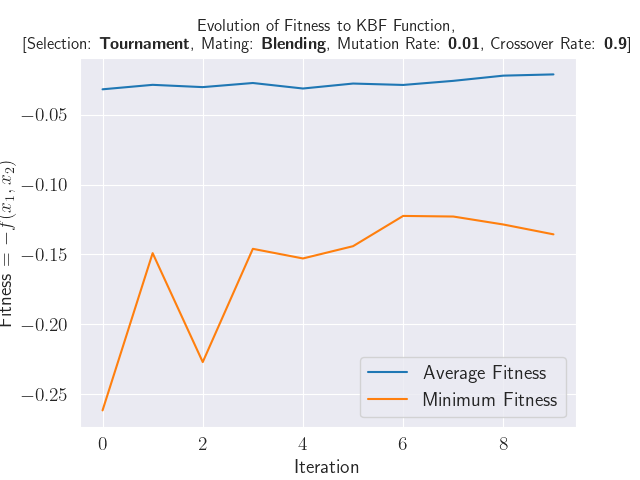 Evolution of Fitness to KBF Function,
[Selection: Tournament, Mating: Blending, Mutation Rate: 0.01, Crossover Rate: 0.9]
Fitness = −f(x₁, x₂)
−0.05
−0.10
−0.15
−0.20
−0.25
Average Fitness
Minimum Fitness
0 2 4 6 8
Iteration